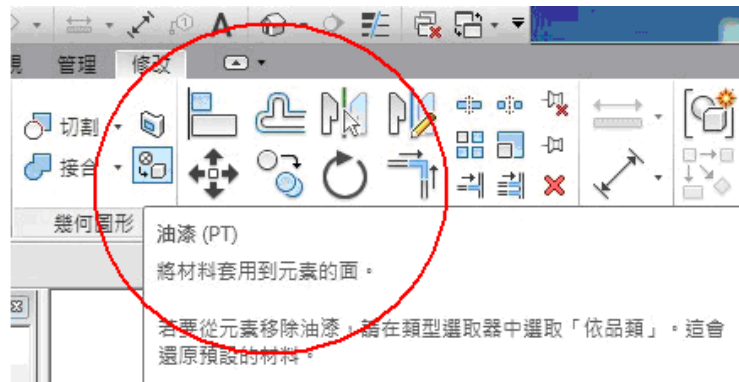 A
管理 修改
切割
接合
幾何圖形
油漆 (PT)
將材料套用到元素的面。
若要從元素移除油漆，請在類型選取器中選取「依品類」。這會
還原預設的材料。